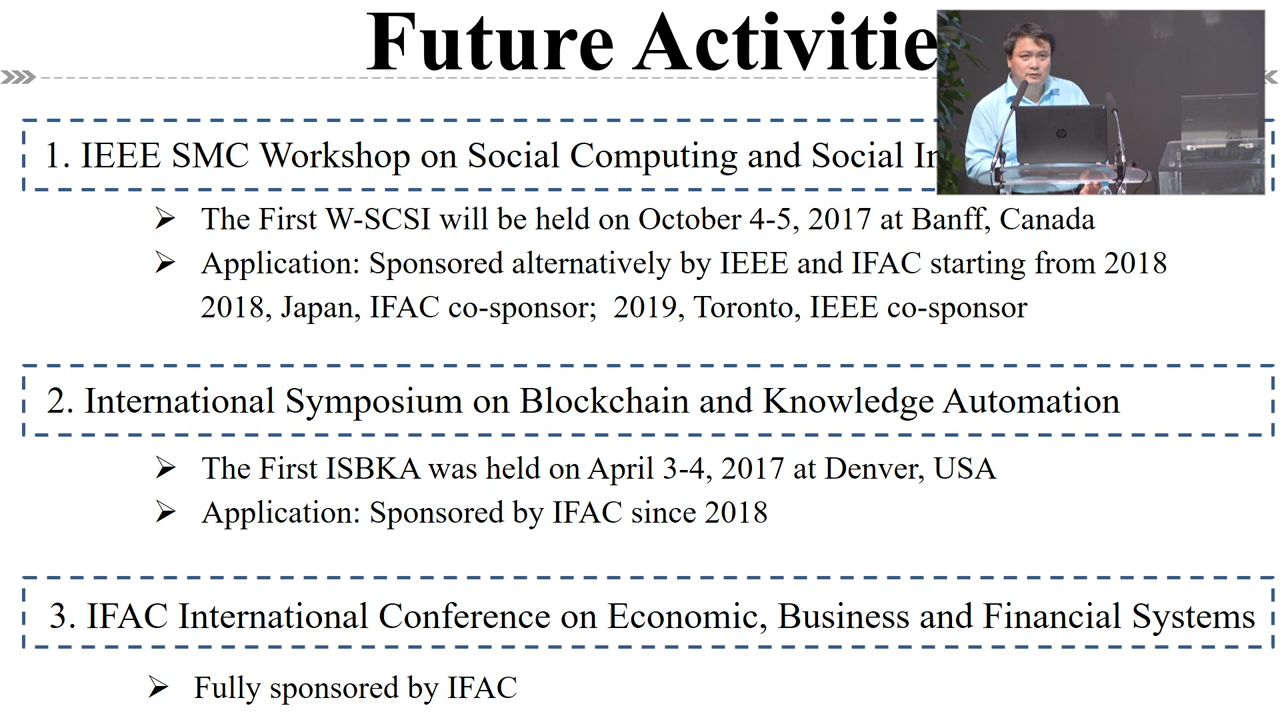 Future Activitie
1. IEEE SMC Workshop on Social Computing and Social In
➢ The First W-SCSI will be held on October 4-5, 2017 at Banff, Canada
➢ Application: Sponsored alternatively by IEEE and IFAC starting from 2018
2018, Japan, IFAC co-sponsor; 2019, Toronto, IEEE co-sponsor
2. International Symposium on Blockchain and Knowledge Automation
➢ The First ISBKA was held on April 3-4, 2017 at Denver, USA
➢ Application: Sponsored by IFAC since 2018
3. IFAC International Conference on Economic, Business and Financial Systems
➢ Fully sponsored by IFAC